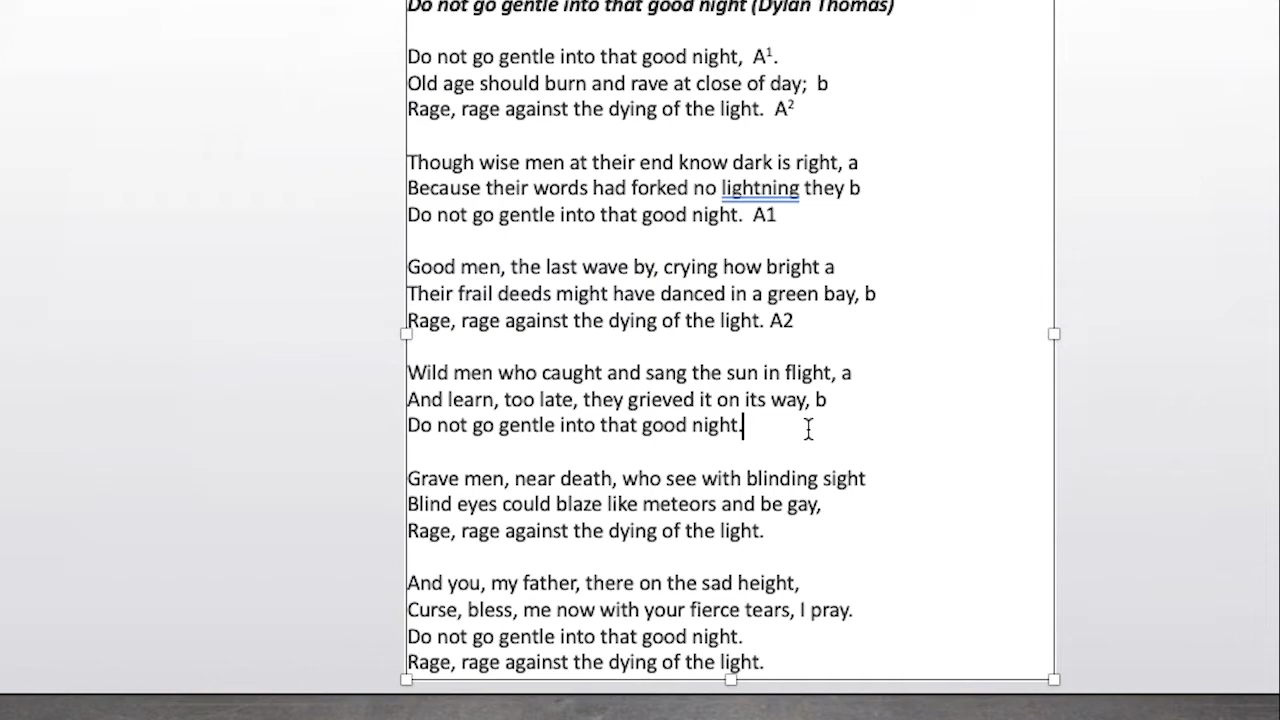 Do not go gentle into that good night (Dylan Thomas)
Do not go gentle into that good night,  A¹.
Old age should burn and rave at close of day;  b
Rage, rage against the dying of the light.  A²
Though wise men at their end know dark is right, a
Because their words had forked no lightning they b
Do not go gentle into that good night.  A1
Good men, the last wave by, crying how bright a
Their frail deeds might have danced in a green bay, b
Rage, rage against the dying of the light. A2
Wild men who caught and sang the sun in flight, a
And learn, too late, they grieved it on its way, b
Do not go gentle into that good night.
Grave men, near death, who see with blinding sight
Blind eyes could blaze like meteors and be gay,
Rage, rage against the dying of the light.
And you, my father, there on the sad height,
Curse, bless, me now with your fierce tears, I pray.
Do not go gentle into that good night.
Rage, rage against the dying of the light.